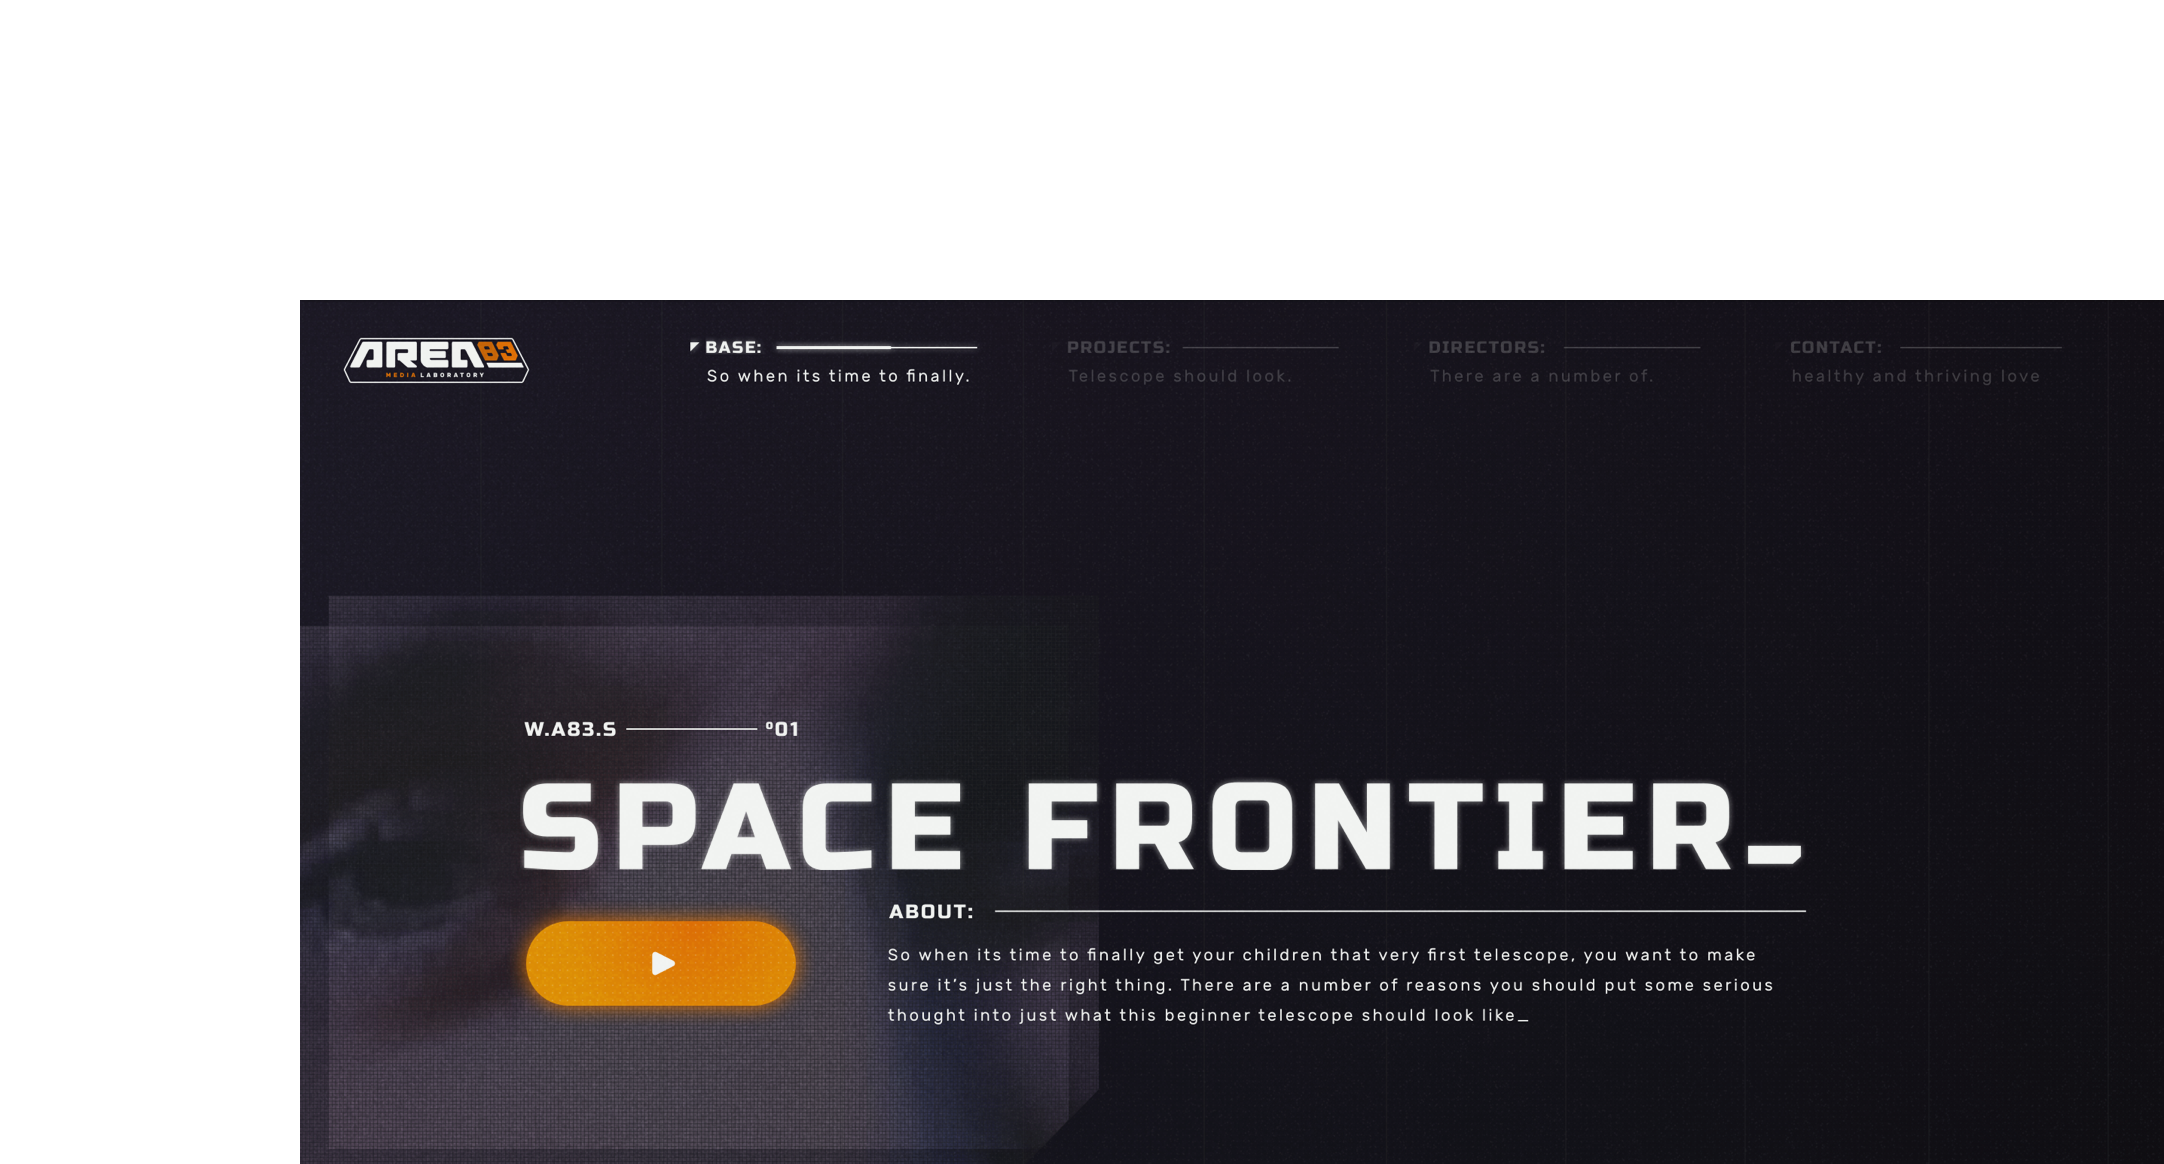 AREA83
MEDIA LABORATORY
BASE:
So when its time to finally.
PROJECTS:
Telescope should look.
DIRECTORS:
There are a number of.
CONTACT:
healthy and thriving love
W.A83.S º01
SPACE FRONTIER_
ABOUT:
So when its time to finally get your children that very first telescope, you want to make
sure it’s just the right thing. There are a number of reasons you should put some serious
thought into just what this beginner telescope should look like_